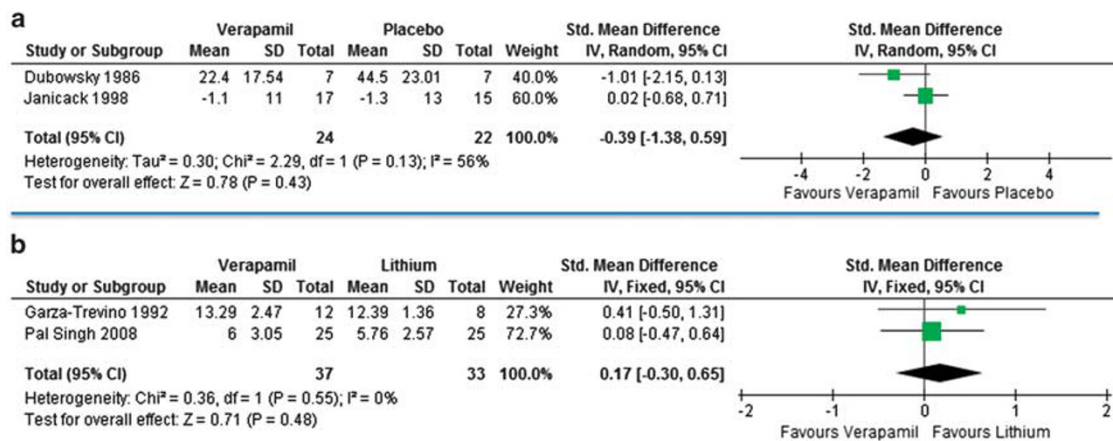 a
Verapamil Placebo Std. Mean Difference Std. Mean Difference
Study or Subgroup Mean SD Total Mean SD Total Weight IV, Random, 95% CI IV, Random, 95% CI
Dubowsky 1986 22.4 17.54 7 44.5 23.01 7 40.0% -1.01 [-2.15, 0.13]
Janicack 1998 -1.1 11 17 -1.3 13 15 60.0% 0.02 [-0.68, 0.71]
Total (95% CI) 24 22 100.0% -0.39 [-1.38, 0.59]
Heterogeneity: Tau² = 0.30; Chi² = 2.29, df = 1 (P = 0.13); I² = 56%
Test for overall effect: Z = 0.78 (P = 0.43)
-4 -2 0 2 4
Favours Verapamil Favours Placebo
b
Verapamil Lithium Std. Mean Difference Std. Mean Difference
Study or Subgroup Mean SD Total Mean SD Total Weight IV, Fixed, 95% CI IV, Fixed, 95% CI
Garza-Trevino 1992 13.29 2.47 12 12.39 1.36 8 27.3% 0.41 [-0.50, 1.31]
Pal Singh 2008 6 3.05 25 5.76 2.57 25 72.7% 0.08 [-0.47, 0.64]
Total (95% CI) 37 33 100.0% 0.17 [-0.30, 0.65]
Heterogeneity: Chi² = 0.36, df = 1 (P = 0.55); I² = 0%
Test for overall effect: Z = 0.71 (P = 0.48)
-2 -1 0 1 2
Favours Verapamil Favours Lithium